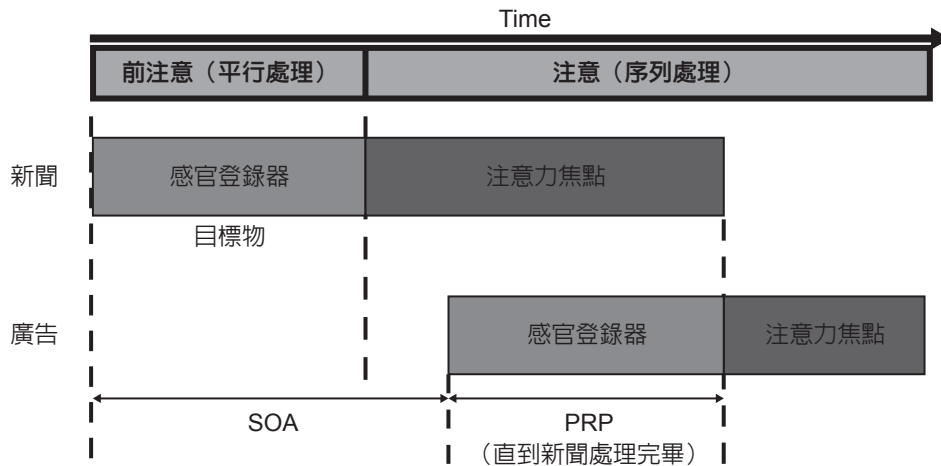 Time
前注意（平行處理）
注意（序列處理）
新聞
感官登錄器
注意力焦點
目標物
廣告
感官登錄器
注意力焦點
SOA
PRP
（直到新聞處理完畢）